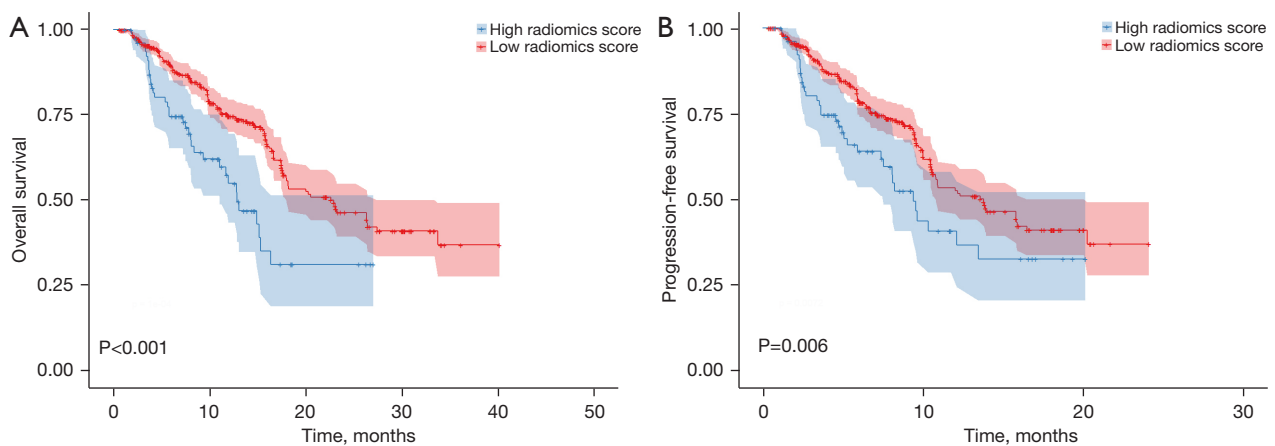 A
High radiomics score
Low radiomics score
Overall survival
1.00
0.75
0.50
0.25
0.00
P<0.001
0 10 20 30 40 50
Time, months
B
High radiomics score
Low radiomics score
Progression-free survival
1.00
0.75
0.50
0.25
0.00
P=0.006
0 10 20 30
Time, months